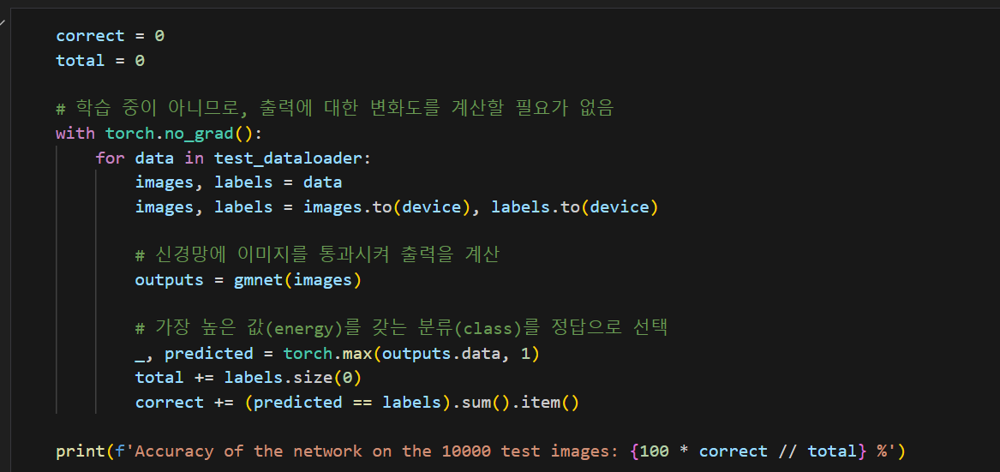 correct = 0
total = 0
# 학습 중이 아니므로, 출력에 대한 변화도를 계산할 필요가 없음
with torch.no_grad():
for data in test_dataloader:
images, labels = data
images, labels = images.to(device), labels.to(device)
# 신경망에 이미지를 통과시켜 출력을 계산
outputs = gmnet(images)
# 가장 높은 값(energy)를 갖는 분류(class)를 정답으로 선택
_, predicted = torch.max(outputs.data, 1)
total += labels.size(0)
correct += (predicted == labels).sum().item()
print(f'Accuracy of the network on the 10000 test images: {100 * correct // total} %')